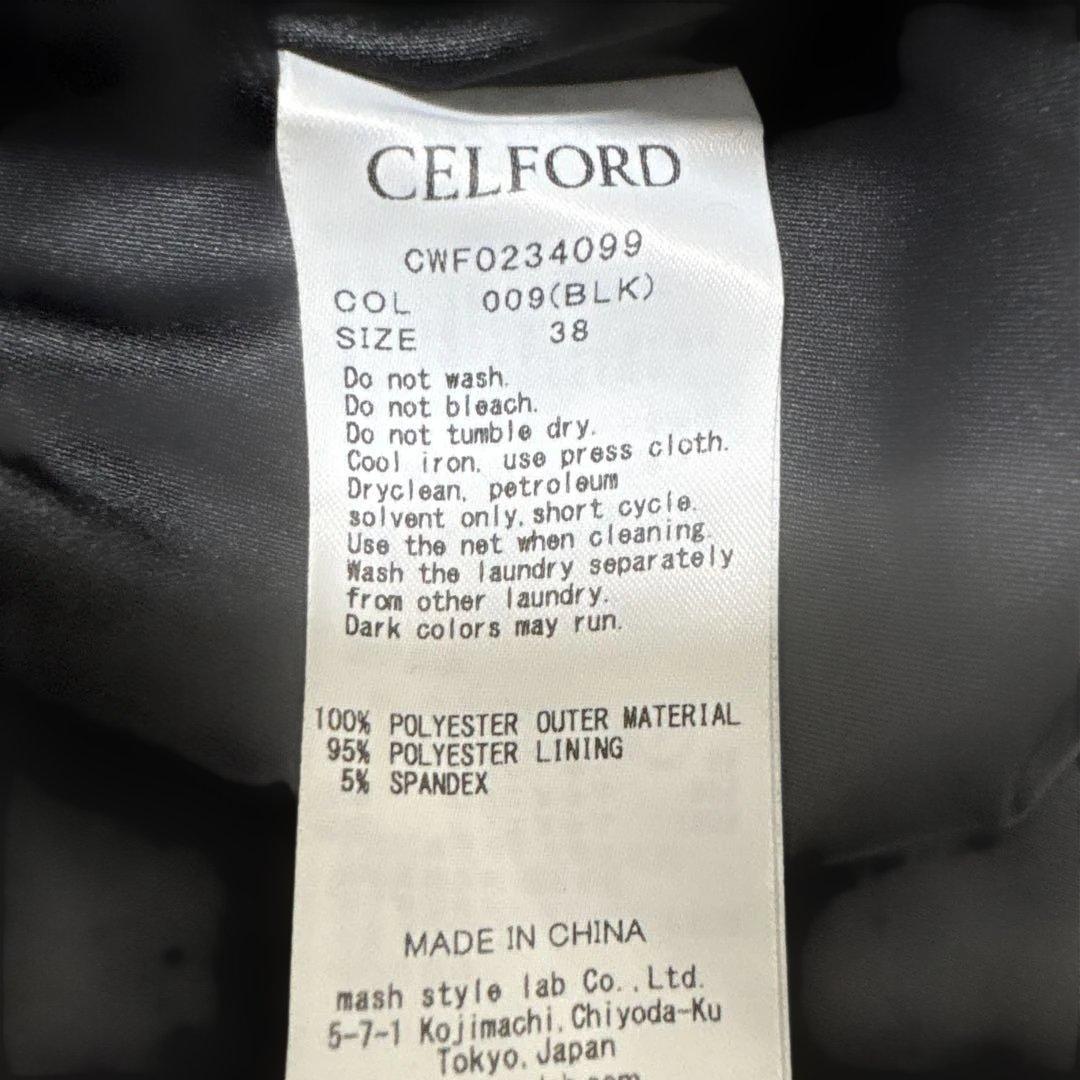 CELFORD
CWFO234099
COL 009(BLK)
SIZE 38
Do not wash.
Do not bleach.
Do not tumble dry.
Cool iron, use press cloth.
Dryclean, petroleum
solvent only, short cycle.
Use the net when cleaning.
Wash the laundry separately
from other laundry.
Dark colors may run.
100% POLYESTER OUTER MATERIAL
95% POLYESTER LINING
5% SPANDEX
MADE IN CHINA
mash style lab Co.,Ltd.
5-7-1 Kojimachi, Chiyoda-Ku
Tokyo, Japan